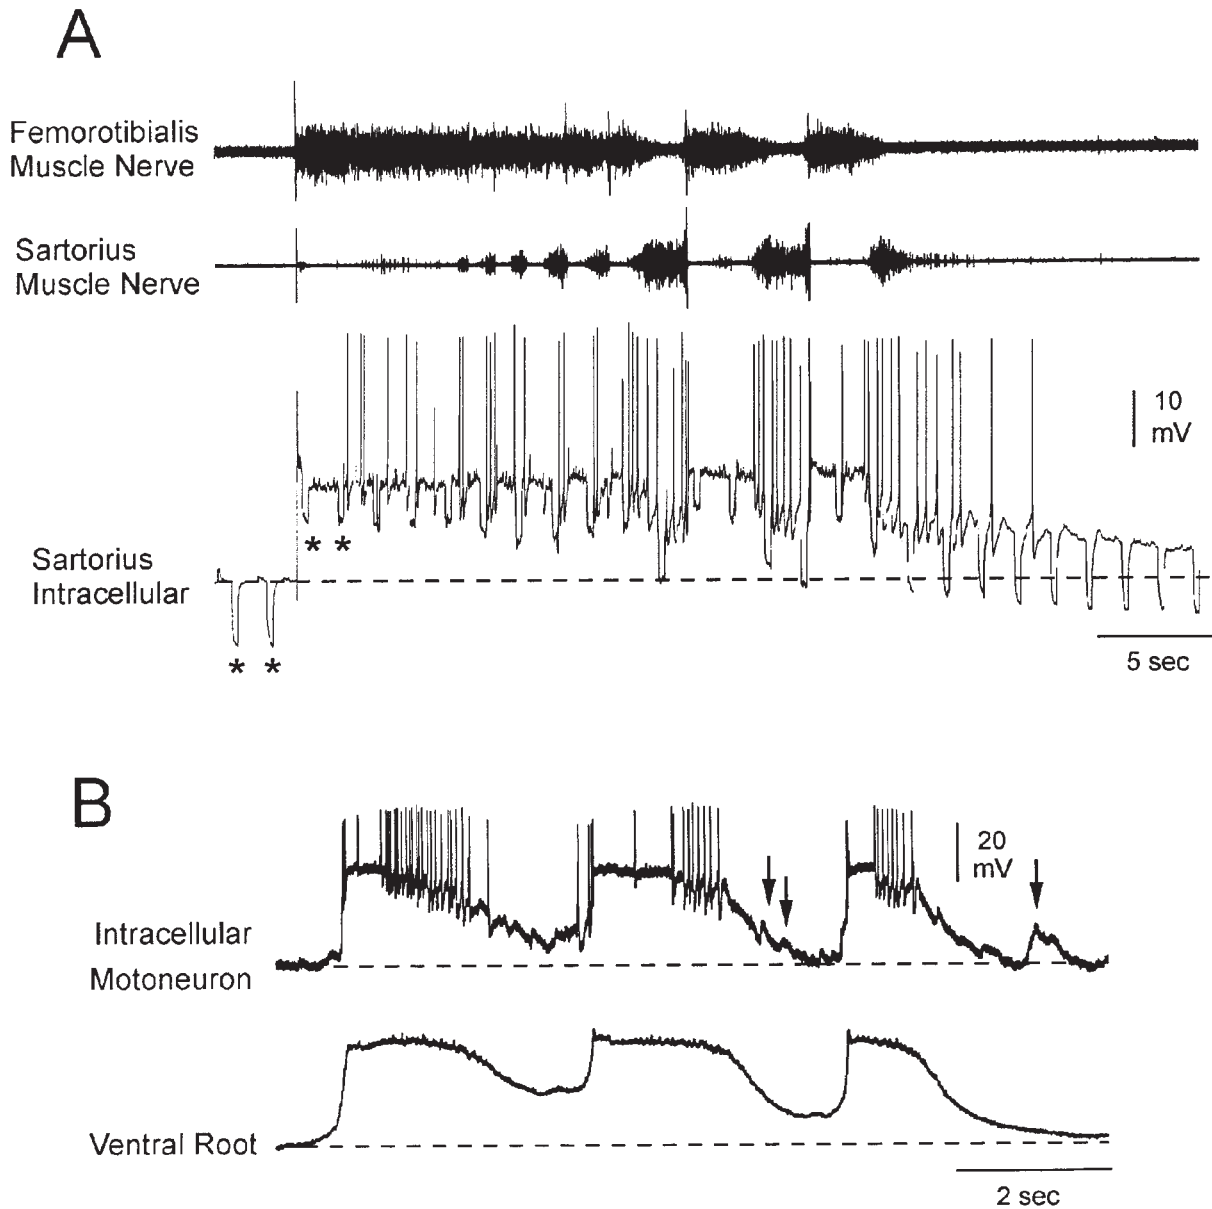 A
Femorotibialis
Muscle Nerve
Sartorius
Muscle Nerve
10
mV
* *
Sartorius
Intracellular
* *
5 sec
B
20
mV
Intracellular
Motoneuron
Ventral Root
2 sec